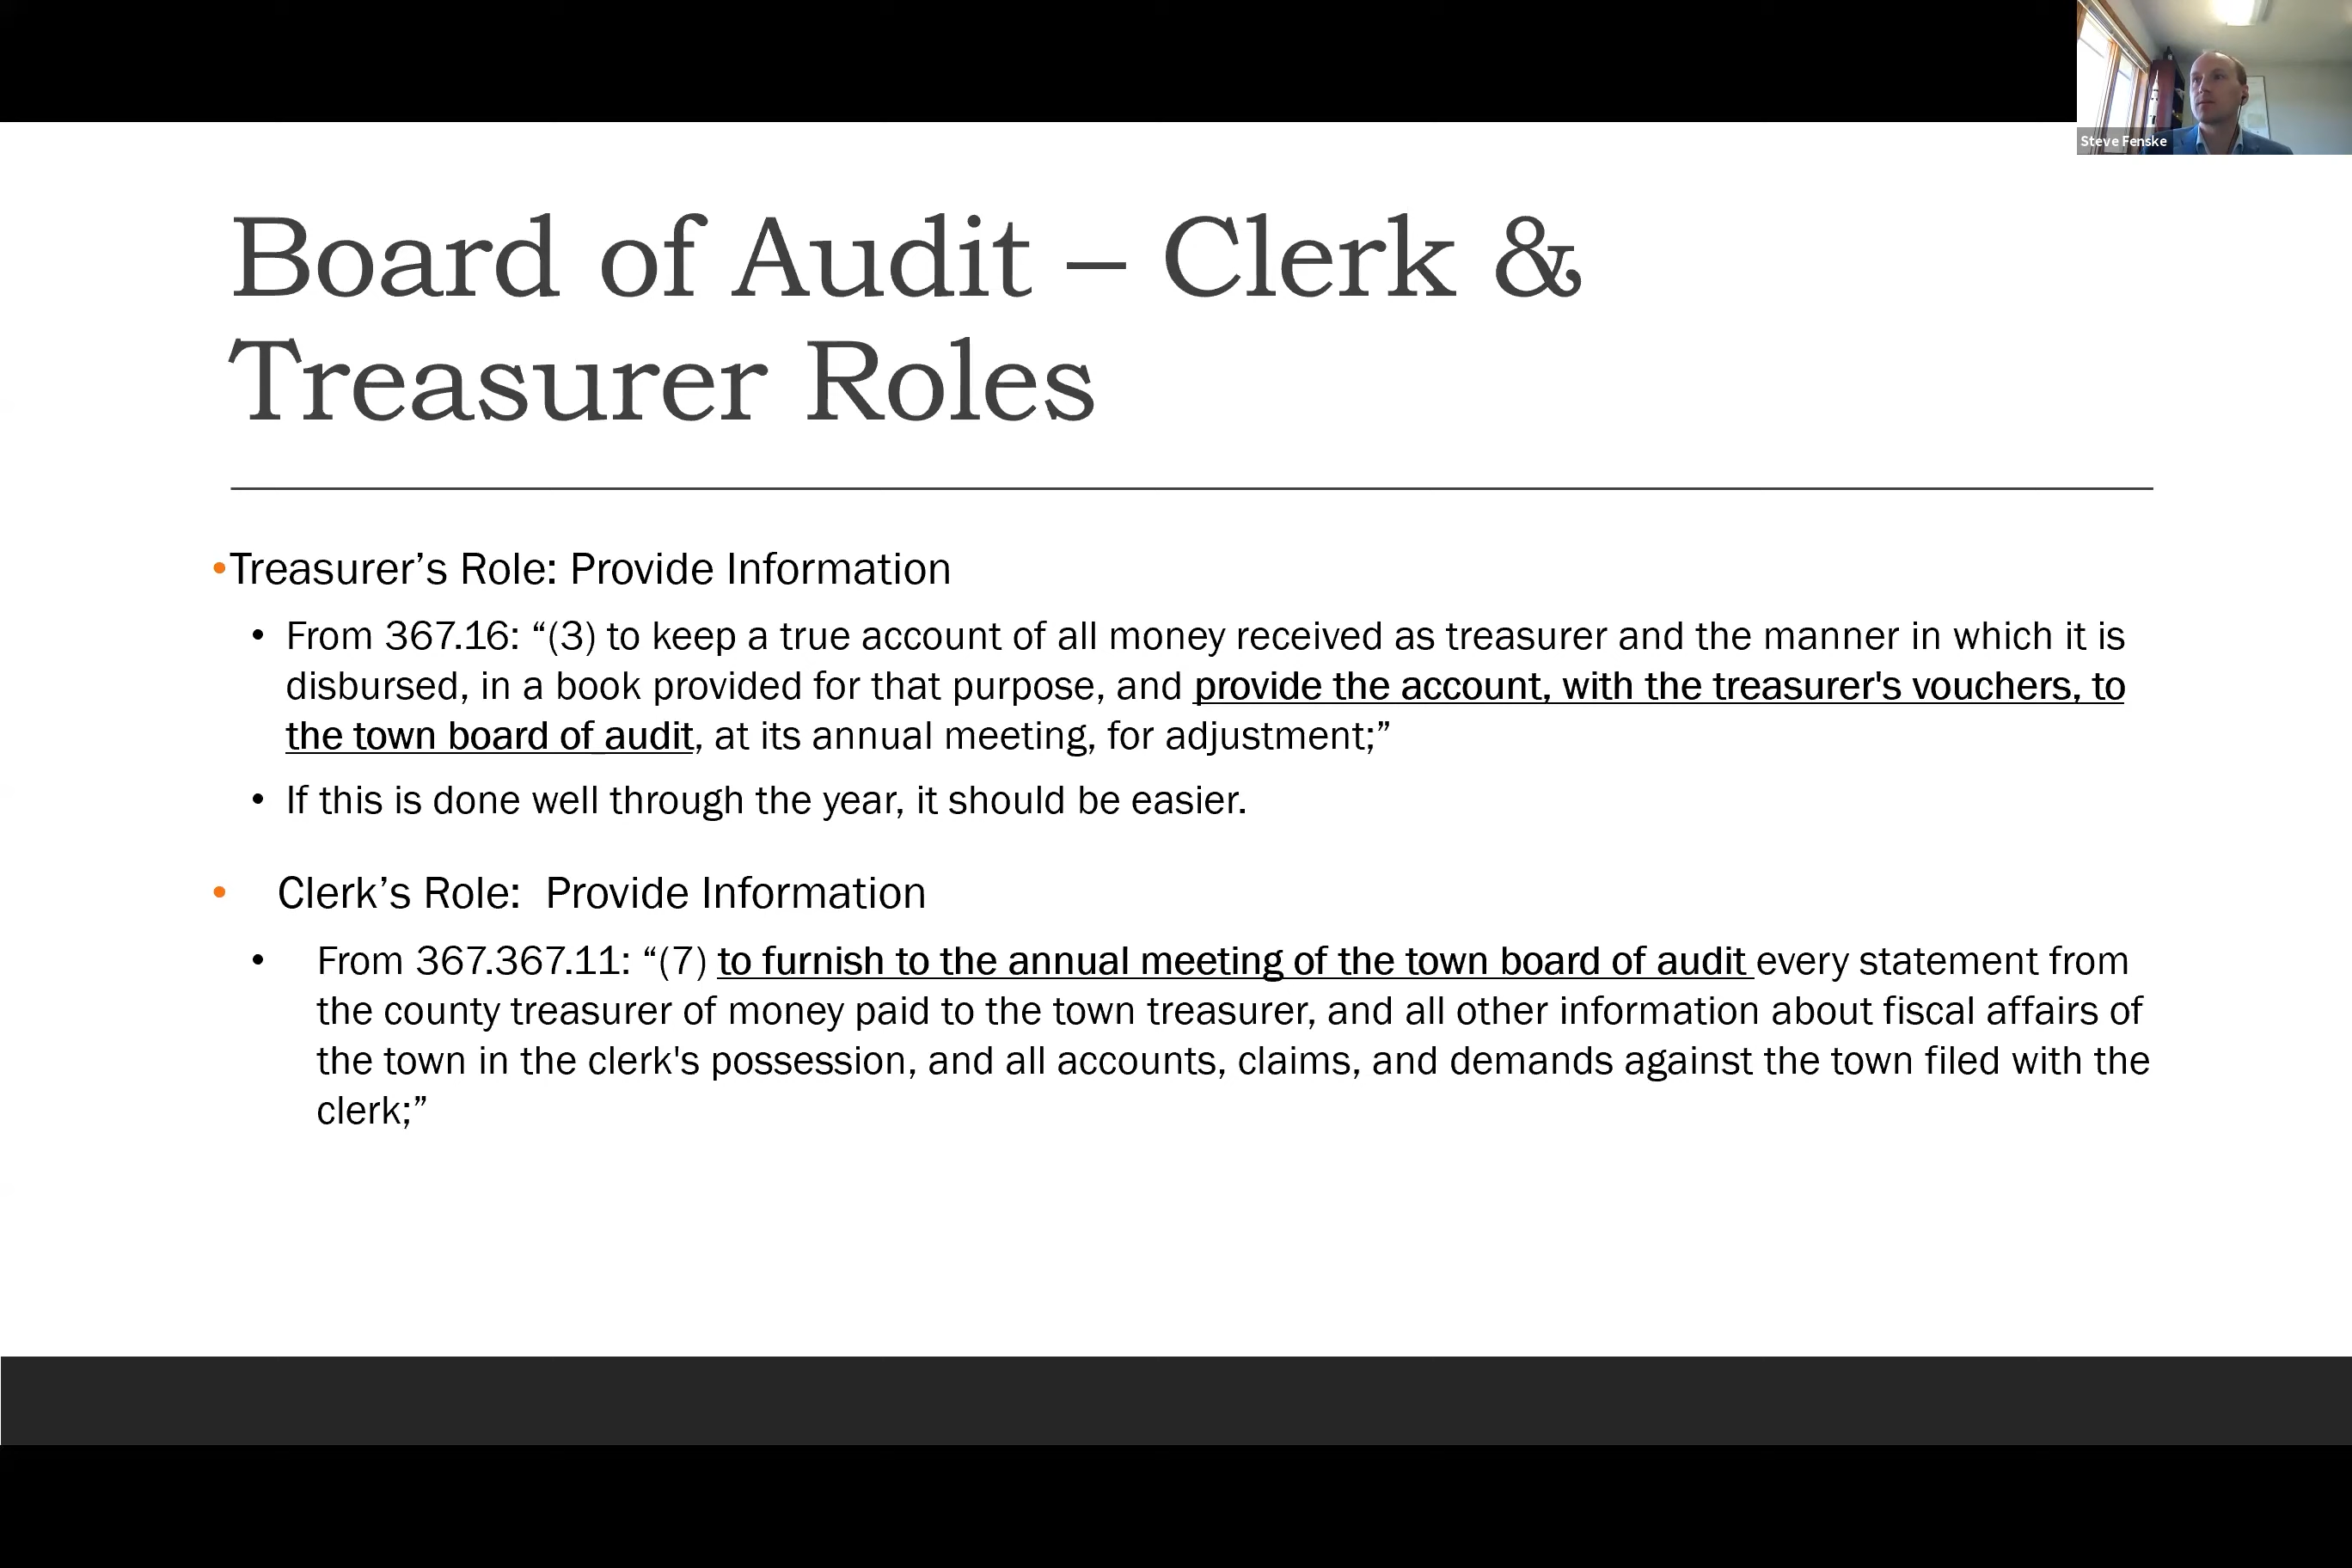 Steve Fenske
Board of Audit – Clerk &
Treasurer Roles
•Treasurer’s Role: Provide Information
• From 367.16: “(3) to keep a true account of all money received as treasurer and the manner in which it is
disbursed, in a book provided for that purpose, and provide the account, with the treasurer's vouchers, to
the town board of audit, at its annual meeting, for adjustment;”
• If this is done well through the year, it should be easier.
• Clerk’s Role:  Provide Information
• From 367.367.11: “(7) to furnish to the annual meeting of the town board of audit every statement from
the county treasurer of money paid to the town treasurer, and all other information about fiscal affairs of
the town in the clerk's possession, and all accounts, claims, and demands against the town filed with the
clerk;”